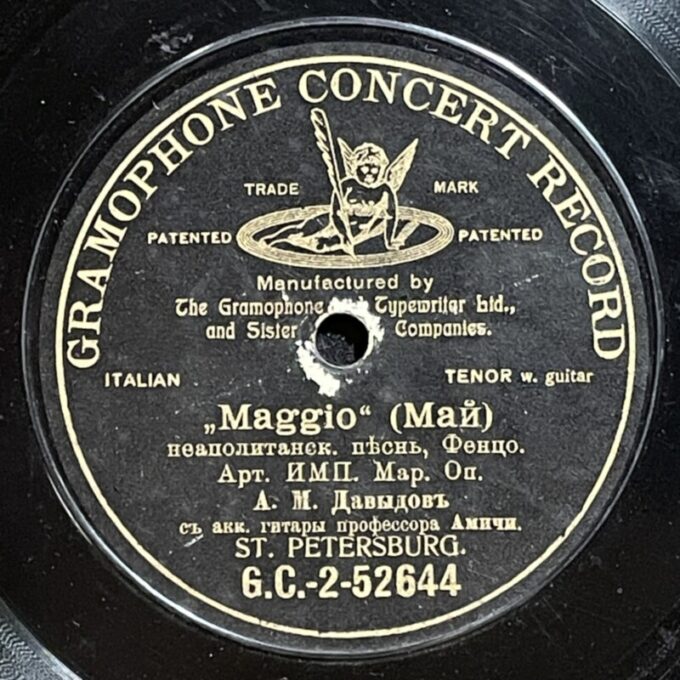 GRAMOPHONE CONCERT RECORD
TRADE MARK
PATENTED PATENTED
Manufactured by
The Gramophone Typewriter Ltd.,
and Sister Companies.
ITALIAN TENOR w. guitar
„Maggio“ (Май)
неаполитанск. пѣснь, Фенцо.
Арт. ИМП. Мар. Оп.
А. М. Давыдовъ
съ акк. гитары профессора Амичи.
ST. PETERSBURG.
G.C.-2-52644